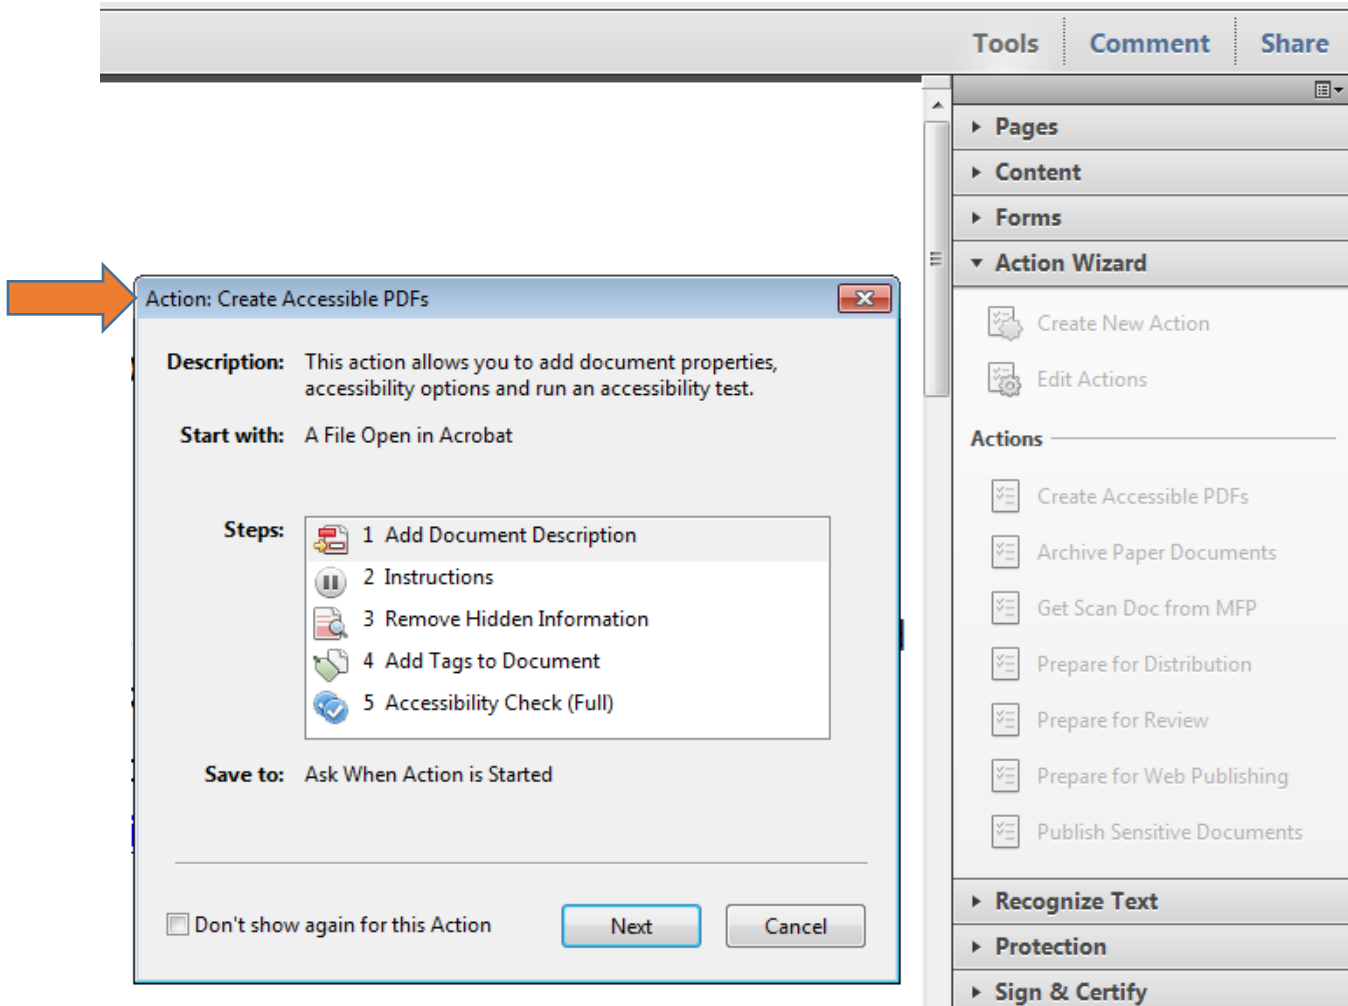 Tools Comment Share
Pages
Content
Forms
Action Wizard
Create New Action
Edit Actions
Actions
Create Accessible PDFs
Archive Paper Documents
Get Scan Doc from MFP
Prepare for Distribution
Prepare for Review
Prepare for Web Publishing
Publish Sensitive Documents
Recognize Text
Protection
Sign & Certify
Action: Create Accessible PDFs
Description: This action allows you to add document properties,
accessibility options and run an accessibility test.
Start with: A File Open in Acrobat
Steps: 1 Add Document Description
2 Instructions
3 Remove Hidden Information
4 Add Tags to Document
5 Accessibility Check (Full)
Save to: Ask When Action is Started
Don't show again for this Action
Next Cancel